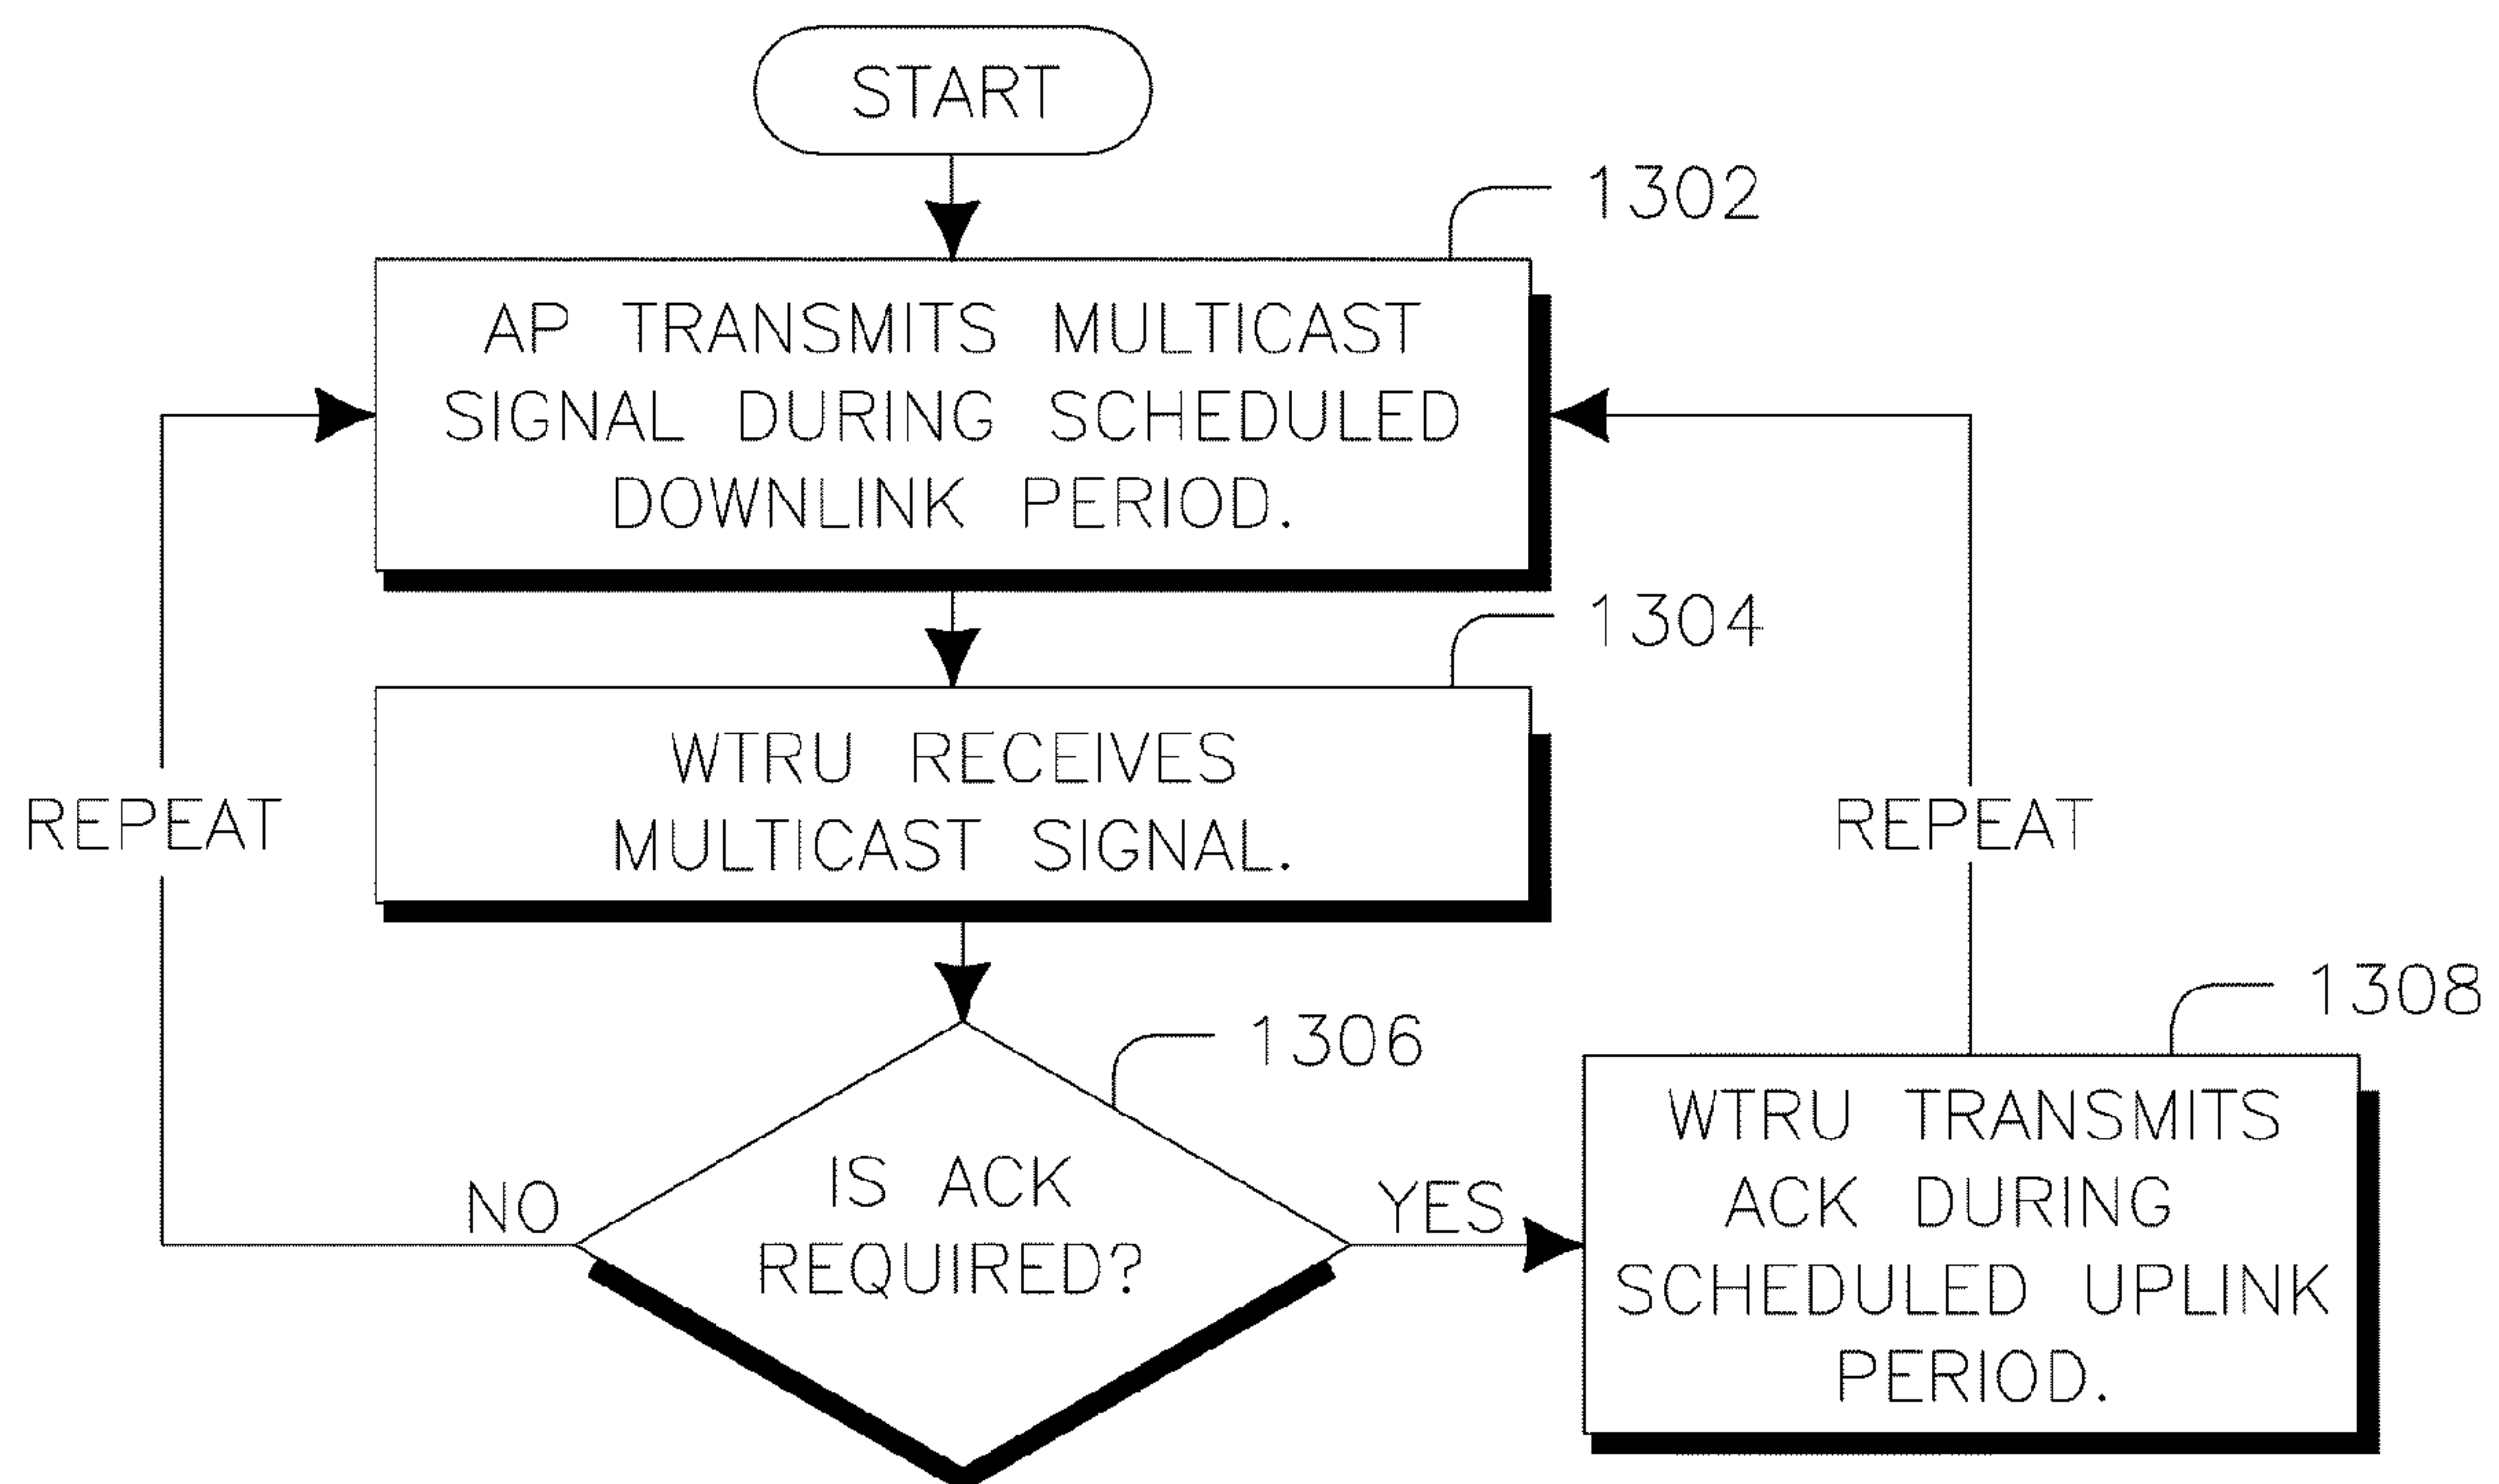 START
1302
AP TRANSMITS MULTICAST
SIGNAL DURING SCHEDULED
DOWNLINK PERIOD.
1304
WTRU RECEIVES
MULTICAST SIGNAL.
REPEAT
REPEAT
1306
IS ACK
REQUIRED?
NO
YES
1308
WTRU TRANSMITS
ACK DURING
SCHEDULED UPLINK
PERIOD.